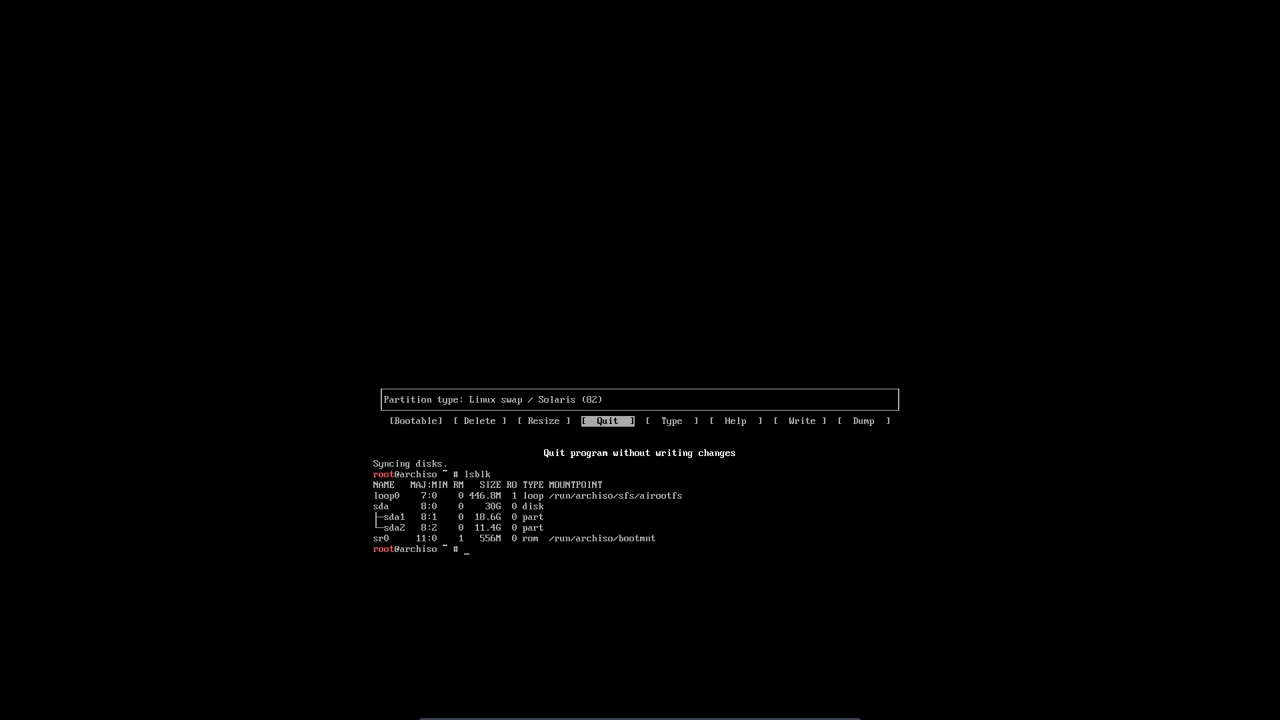 Partition type: Linux swap / Solaris (82)
[Bootable] [ Delete ] [ Resize ] [ Quit ] [ Type ] [ Help ] [ Write ] [ Dump ]
Quit program without writing changes
Syncing disks.
root@archiso ~ # lsblk
NAME MAJ:MIN RM SIZE RO TYPE MOUNTPOINT
loop0 7:0 0 446.8M 1 loop /run/archiso/sfs/airootfs
sda 8:0 0 30G 0 disk
├─sda1 8:1 0 18.6G 0 part
└─sda2 8:2 0 11.4G 0 part
sr0 11:0 1 556M 0 rom /run/archiso/bootmnt
root@archiso ~ # _